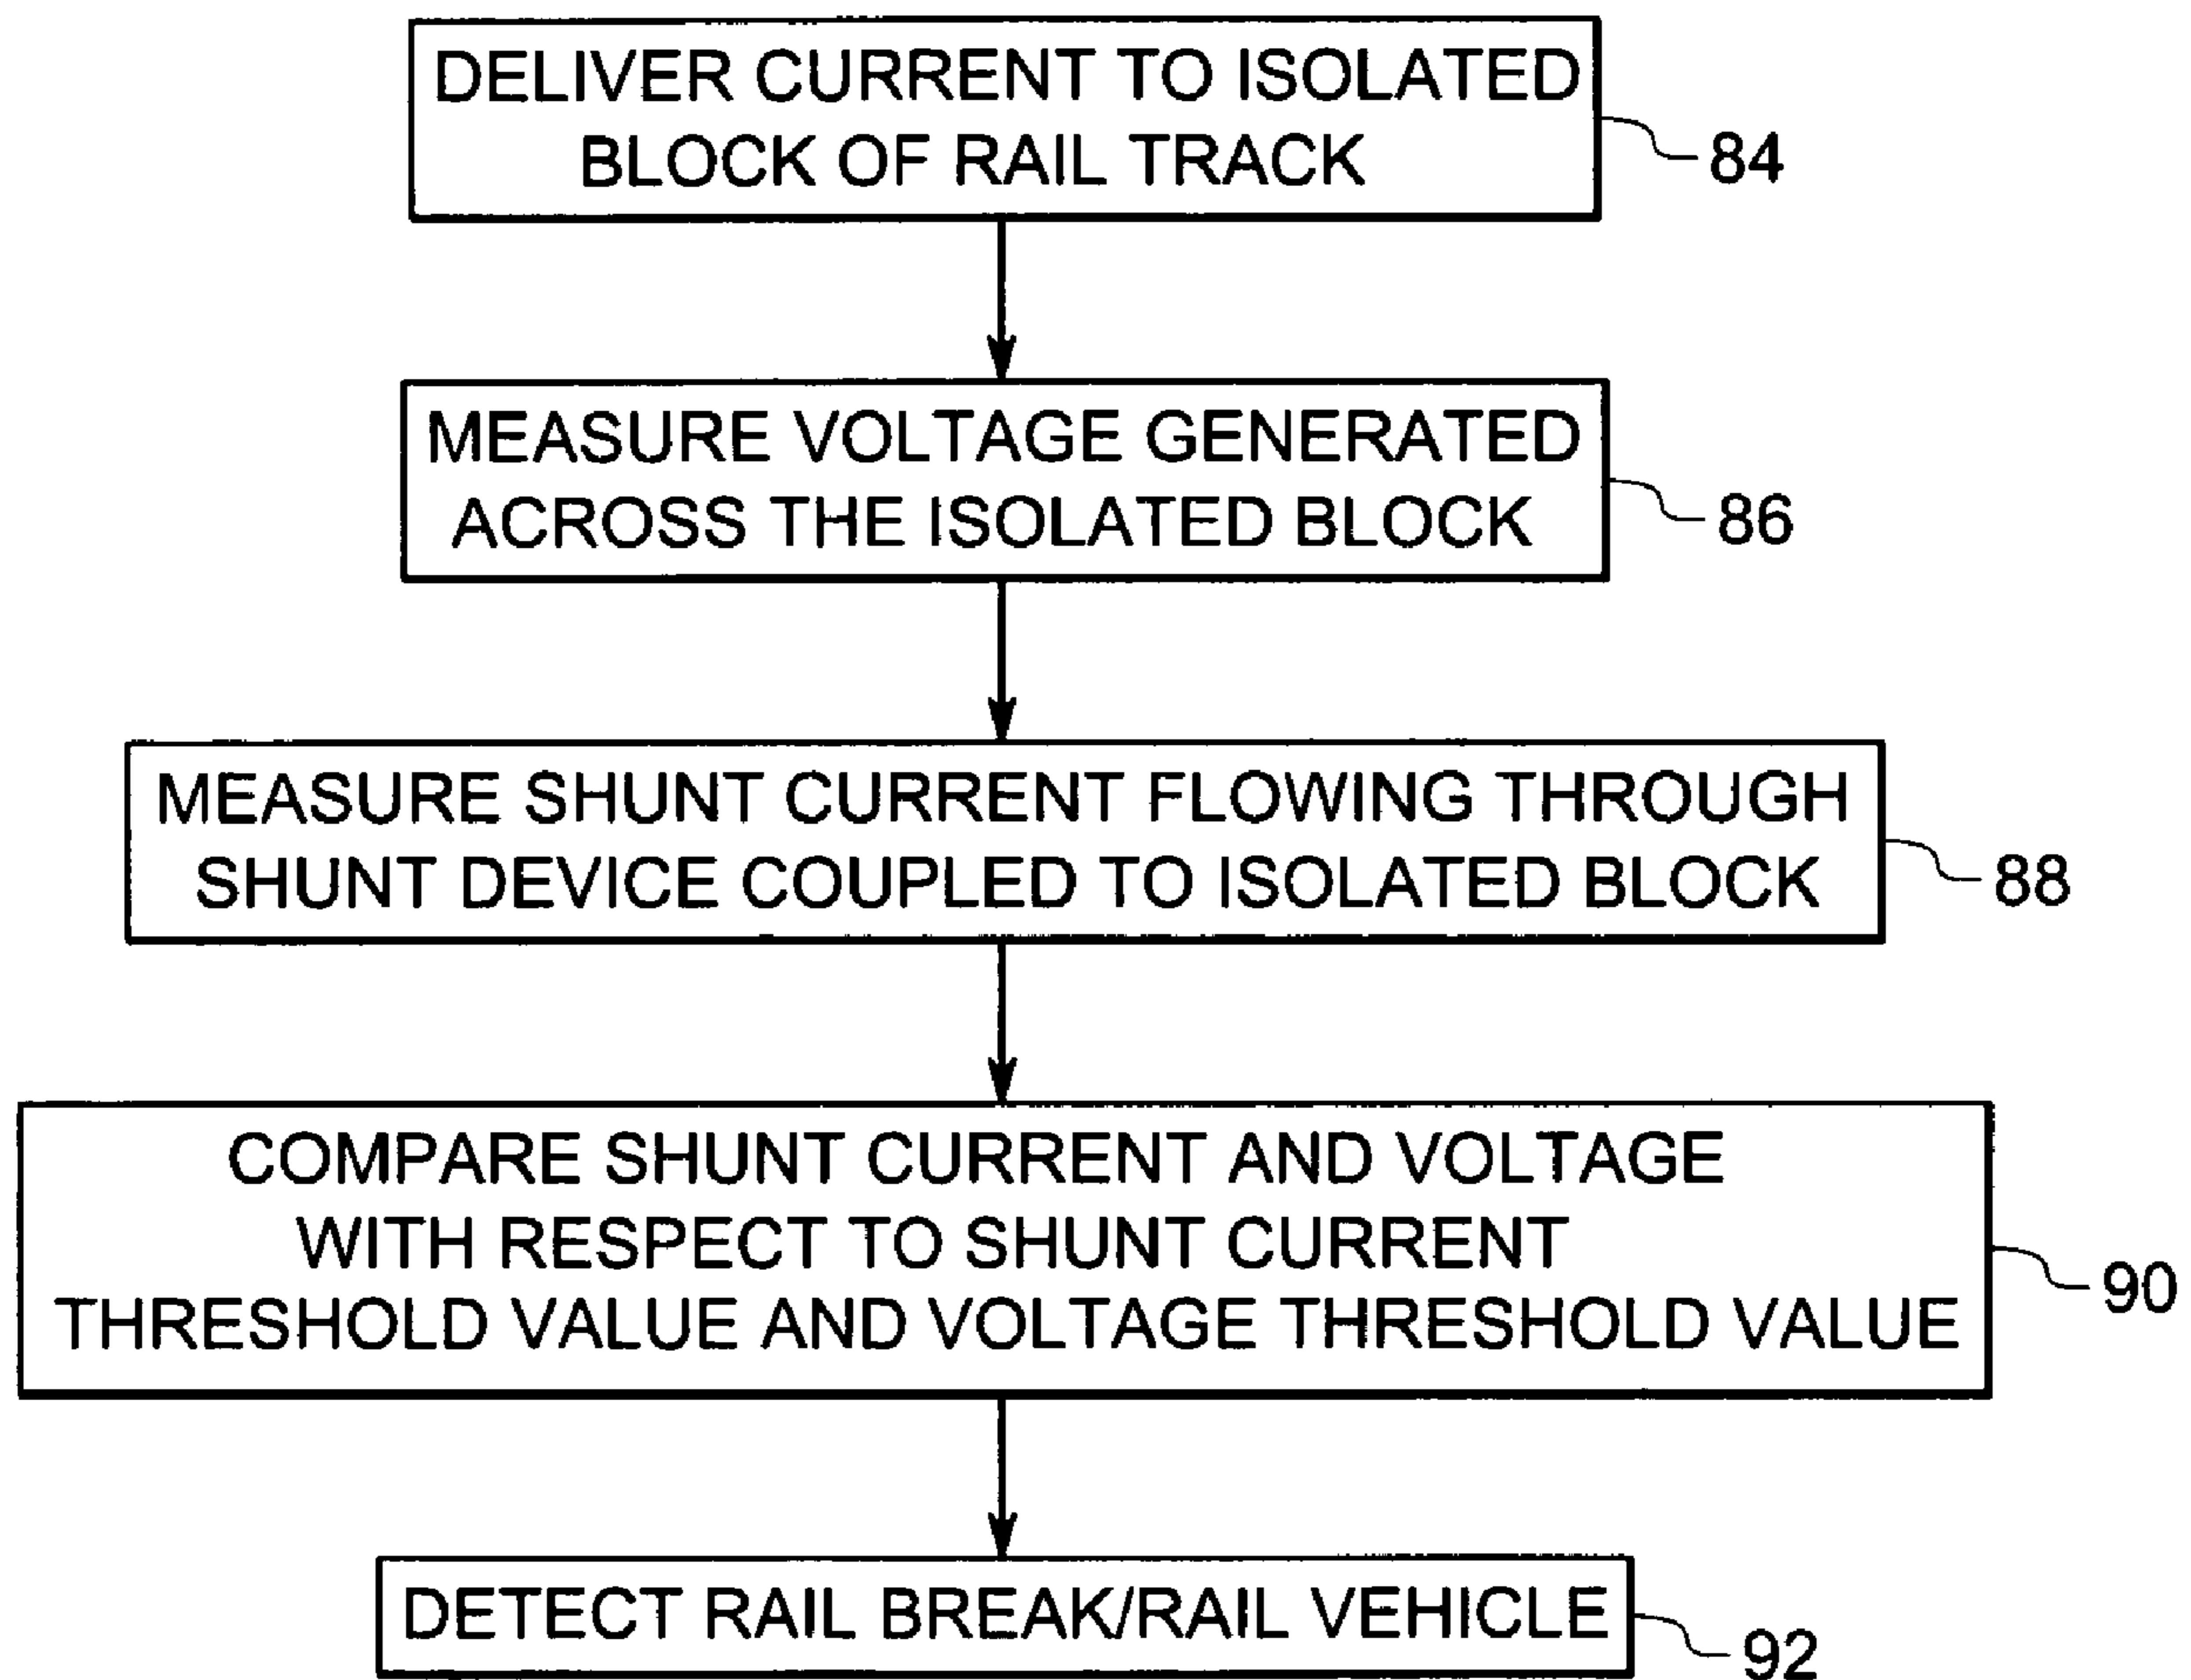 DELIVER CURRENT TO ISOLATED
BLOCK OF RAIL TRACK
84
MEASURE VOLTAGE GENERATED
ACROSS THE ISOLATED BLOCK
86
MEASURE SHUNT CURRENT FLOWING THROUGH
SHUNT DEVICE COUPLED TO ISOLATED BLOCK
88
COMPARE SHUNT CURRENT AND VOLTAGE
WITH RESPECT TO SHUNT CURRENT
THRESHOLD VALUE AND VOLTAGE THRESHOLD VALUE
90
DETECT RAIL BREAK/RAIL VEHICLE
92